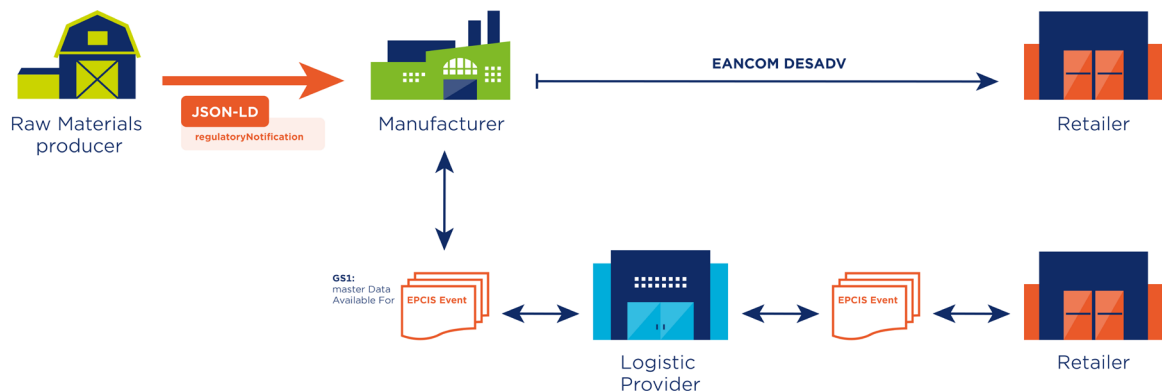 EANCOM DESADV
JSON-LD
regulatoryNotification
Raw Materials
producer
Manufacturer
Retailer
GS1:
master Data
Available For
EPCIS Event
EPCIS Event
Logistic
Provider
Retailer